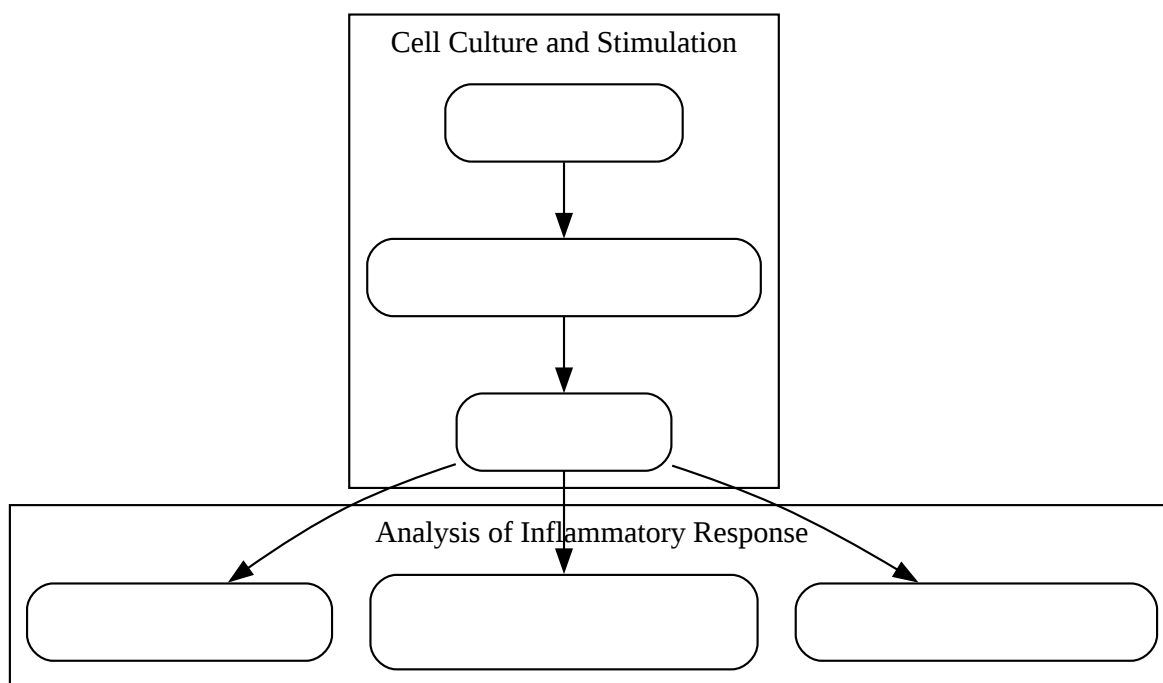 Cell Culture and Stimulation
Analysis of Inflammatory Response